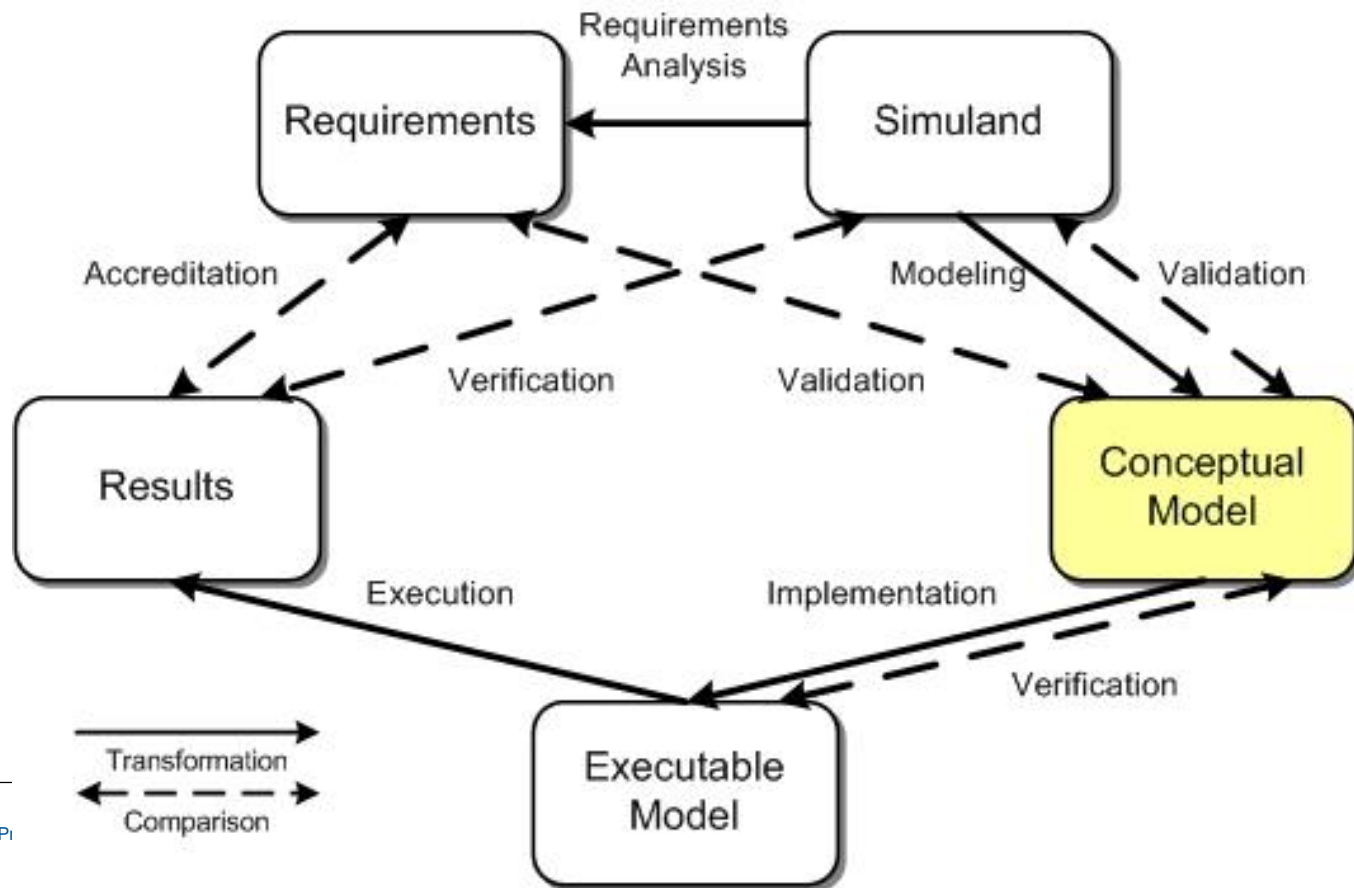 Requirements
Analysis
Requirements
Simuland
Accreditation
Modeling
Validation
Verification
Validation
Results
Conceptual
Model
Execution
Implementation
Verification
Transformation
Executable
Model
Comparison